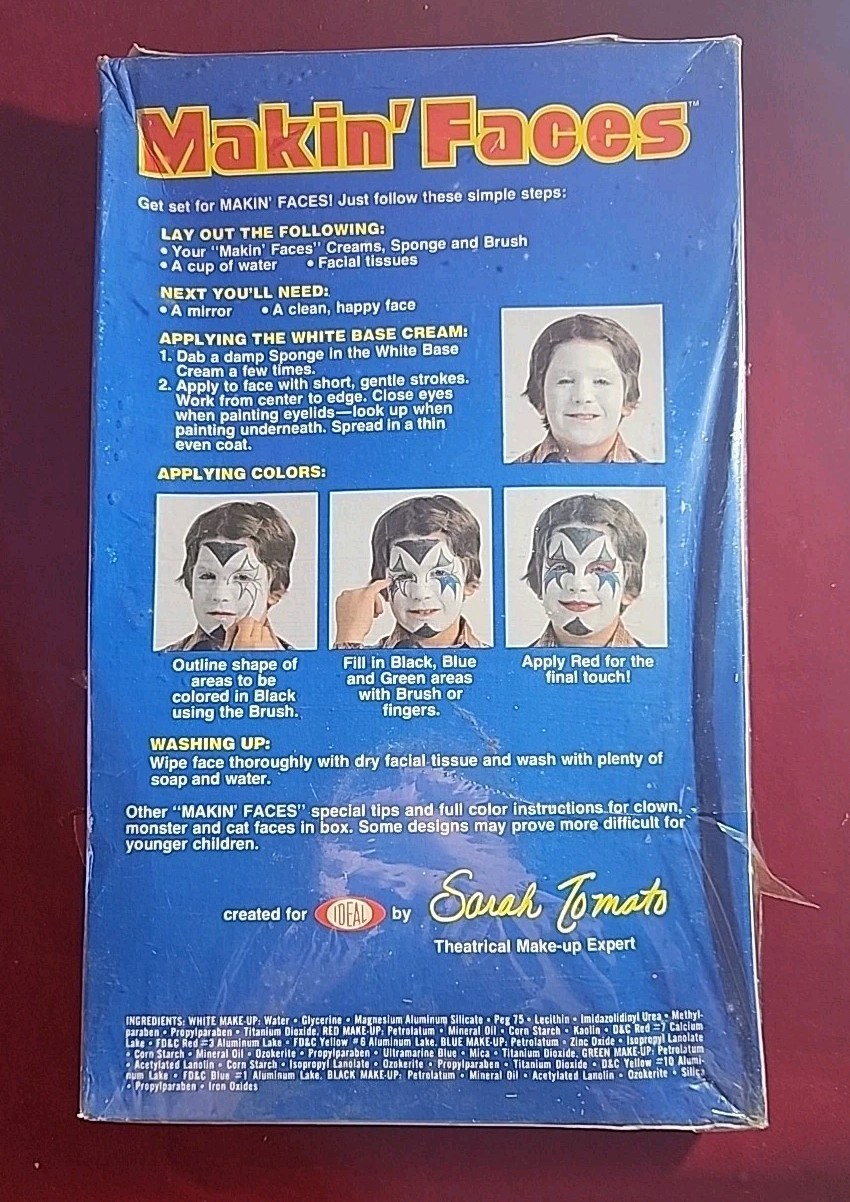 Makin' Faces™
Get set for MAKIN' FACES! Just follow these simple steps:
LAY OUT THE FOLLOWING:
• Your "Makin' Faces" Creams, Sponge and Brush
• A cup of water • Facial tissues
NEXT YOU'LL NEED:
• A mirror • A clean, happy face
APPLYING THE WHITE BASE CREAM:
1. Dab a damp Sponge in the White Base
Cream a few times.
2. Apply to face with short, gentle strokes.
Work from center to edge. Close eyes
when painting eyelids—look up when
painting underneath. Spread in a thin
even coat.
APPLYING COLORS:
Outline shape of
areas to be
colored in Black
using the Brush.
Fill in Black, Blue
and Green areas
with Brush or
fingers.
Apply Red for the
final touch!
WASHING UP:
Wipe face thoroughly with dry facial tissue and wash with plenty of
soap and water.
Other "MAKIN' FACES" special tips and full color instructions for clown,
monster and cat faces in box. Some designs may prove more difficult for
younger children.
created for IDEAL by Sarah Tomato
Theatrical Make-up Expert
INGREDIENTS: WHITE MAKE-UP: Water • Glycerine • Magnesium Aluminum Silicate • Peg 75 • Lecithin • Imidazolidinyl Urea • Methyl-
paraben • Propylparaben • Titanium Dioxide. RED MAKE-UP: Petrolatum • Mineral Oil • Corn Starch • Kaolin • D&C Red #7 Calcium
Lake • FD&C Red #3 Aluminum Lake • FD&C Yellow #6 Aluminum Lake. BLUE MAKE-UP: Petrolatum • Zinc Oxide • Isopropyl Lanolate
• Corn Starch • Mineral Oil • Ozokerite • Propylparaben • Ultramarine Blue • Mica • Titanium Dioxide. GREEN MAKE-UP: Petrolatum
• Acetylated Lanolin • Corn Starch • Isopropyl Lanolate • Ozokerite • Propylparaben • Titanium Dioxide • D&C Yellow #10 Alumi-
num Lake • FD&C Blue #1 Aluminum Lake. BLACK MAKE-UP: Petrolatum • Mineral Oil • Acetylated Lanolin • Ozokerite • Silica
• Propylparaben • Iron Oxides